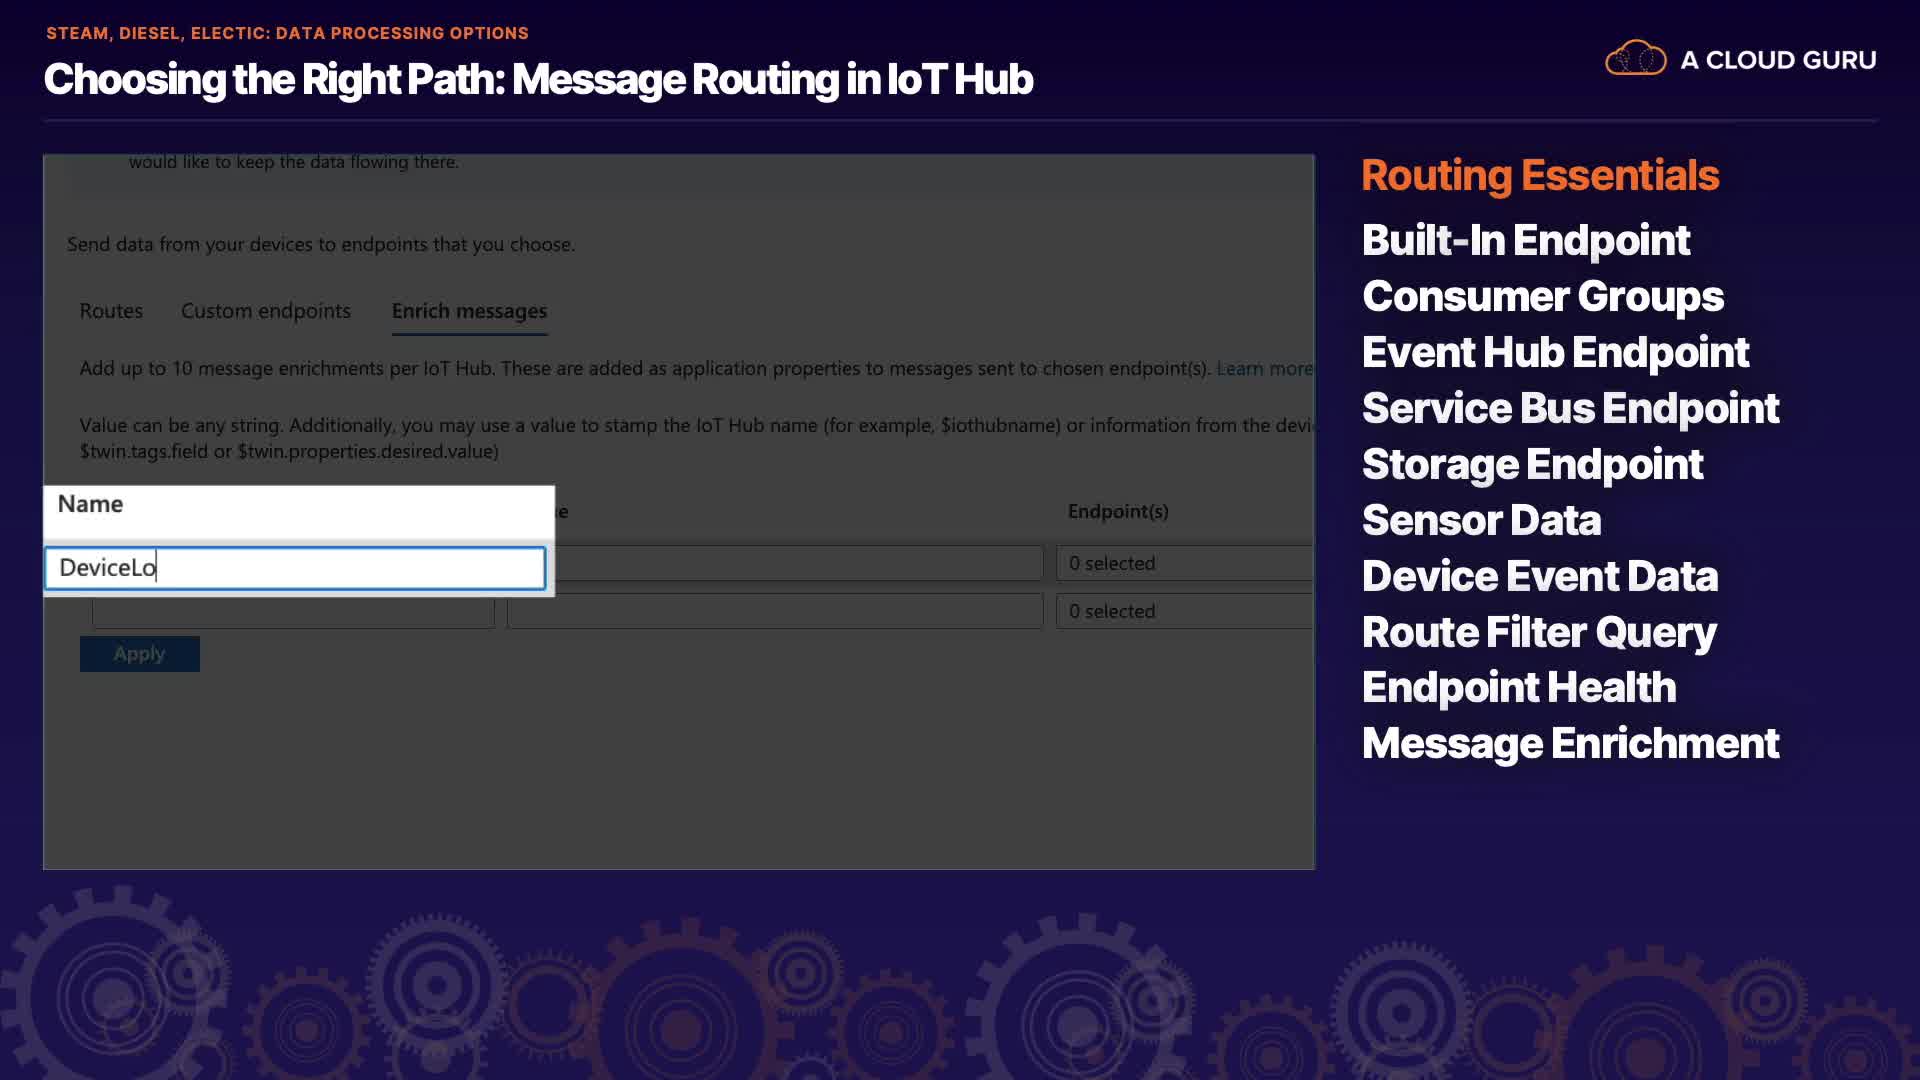 STEAM, DIESEL, ELECTIC: DATA PROCESSING OPTIONS
Choosing the Right Path: Message Routing in IoT Hub
A CLOUD GURU
would like to keep the data flowing there.
Send data from your devices to endpoints that you choose.
Routes Custom endpoints Enrich messages
Add up to 10 message enrichments per IoT Hub. These are added as application properties to messages sent to chosen endpoint(s). Learn more
Value can be any string. Additionally, you may use a value to stamp the IoT Hub name (for example, $iothubname) or information from the
$twin.tags.field or $twin.properties.desired.value)
Name Endpoint(s)
DeviceLo 0 selected
0 selected
Apply
Routing Essentials
Built-In Endpoint
Consumer Groups
Event Hub Endpoint
Service Bus Endpoint
Storage Endpoint
Sensor Data
Device Event Data
Route Filter Query
Endpoint Health
Message Enrichment